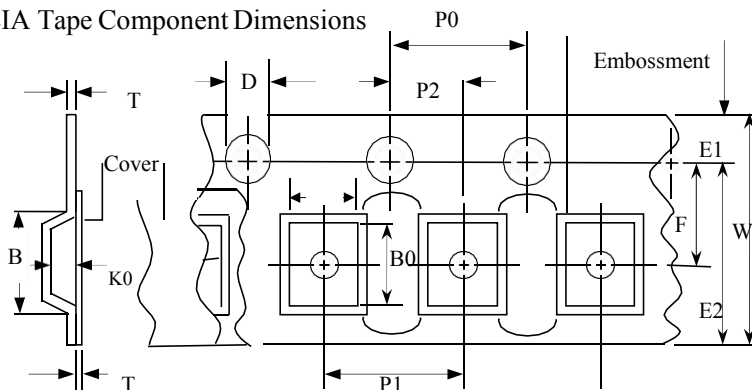 IA Tape Component Dimensions
P0
D
P2
Embossment
T
Cover
E1
F
W
B
K0
B0
E2
T
P1